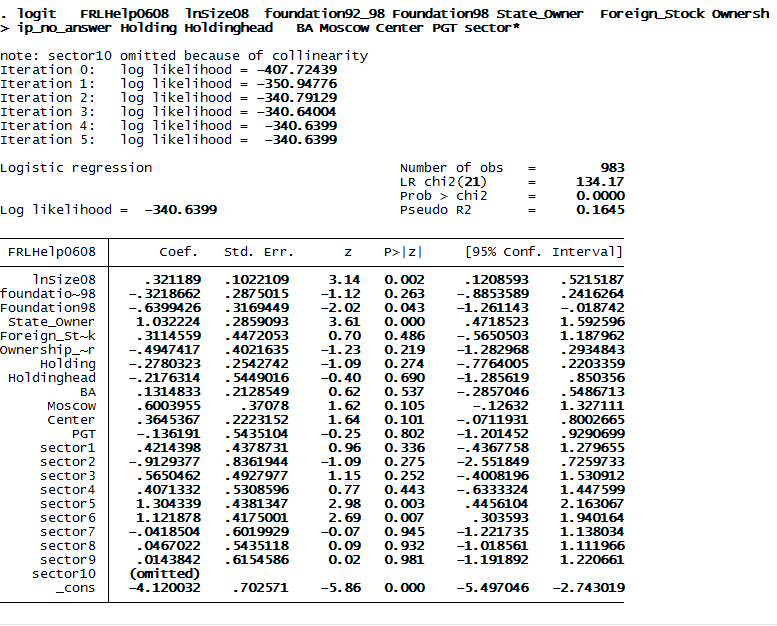 . logit   FRLHelp0608  lnSize08  foundation92_98 Foundation98 State_Owner  Foreign_Stock Ownersh
> ip_no_answer Holding Holdinghead   BA Moscow Center PGT sector*
note: sector10 omitted because of collinearity
Iteration 0:   log likelihood = -407.72439
Iteration 1:   log likelihood = -350.94776
Iteration 2:   log likelihood = -340.79129
Iteration 3:   log likelihood = -340.64004
Iteration 4:   log likelihood =  -340.6399
Iteration 5:   log likelihood =  -340.6399
Logistic regression                               Number of obs   =        983
LR chi2(21)     =     134.17
Prob > chi2     =     0.0000
Log likelihood =  -340.6399                       Pseudo R2       =     0.1645
FRLHelp0608 |      Coef.   Std. Err.      z    P>|z|     [95% Conf. Interval]
lnSize08 |    .321189   .1022109     3.14   0.002     .1208593    .5215187
foundatio~98 |  -.3218662   .2875015    -1.12   0.263    -.8853589    .2416264
Foundation98 |  -.6399426   .3169449    -2.02   0.043    -1.261143    -.018742
State_Owner |   1.032224   .2859093     3.61   0.000     .4718523    1.592596
Foreign_St~k |   .3114559   .4472053     0.70   0.486    -.5650503    1.187962
Ownership_~r |  -.4947417   .4021635    -1.23   0.219    -1.282968    .2934843
Holding |  -.2780323   .2542742    -1.09   0.274    -.7764005    .2203359
Holdinghead |  -.2176314   .5449016    -0.40   0.690    -1.285619     .850356
BA |   .1314833   .2128549     0.62   0.537    -.2857046    .5486713
Moscow |   .6003955     .37078     1.62   0.105      -.12632    1.327111
Center |   .3645367   .2223152     1.64   0.101    -.0711931    .8002665
PGT |   -.136191   .5435104    -0.25   0.802    -1.201452    .9290699
sector1 |   .4214398   .4378731     0.96   0.336    -.4367758    1.279655
sector2 |  -.9129377   .8361944    -1.09   0.275    -2.551849    .7259733
sector3 |   .5650462   .4927977     1.15   0.252    -.4008196    1.530912
sector4 |   .4071332   .5308596     0.77   0.443    -.6333324    1.447599
sector5 |   1.304339   .4381347     2.98   0.003     .4456104    2.163067
sector6 |   1.121878   .4175001     2.69   0.007      .303593    1.940164
sector7 |  -.0418504   .6019929    -0.07   0.945    -1.221735    1.138034
sector8 |   .0467022   .5435118     0.09   0.932    -1.018561    1.111966
sector9 |   .0143842   .6154586     0.02   0.981    -1.191892    1.220661
sector10 |  (omitted)
_cons |  -4.120032    .702571    -5.86   0.000    -5.497046   -2.743019